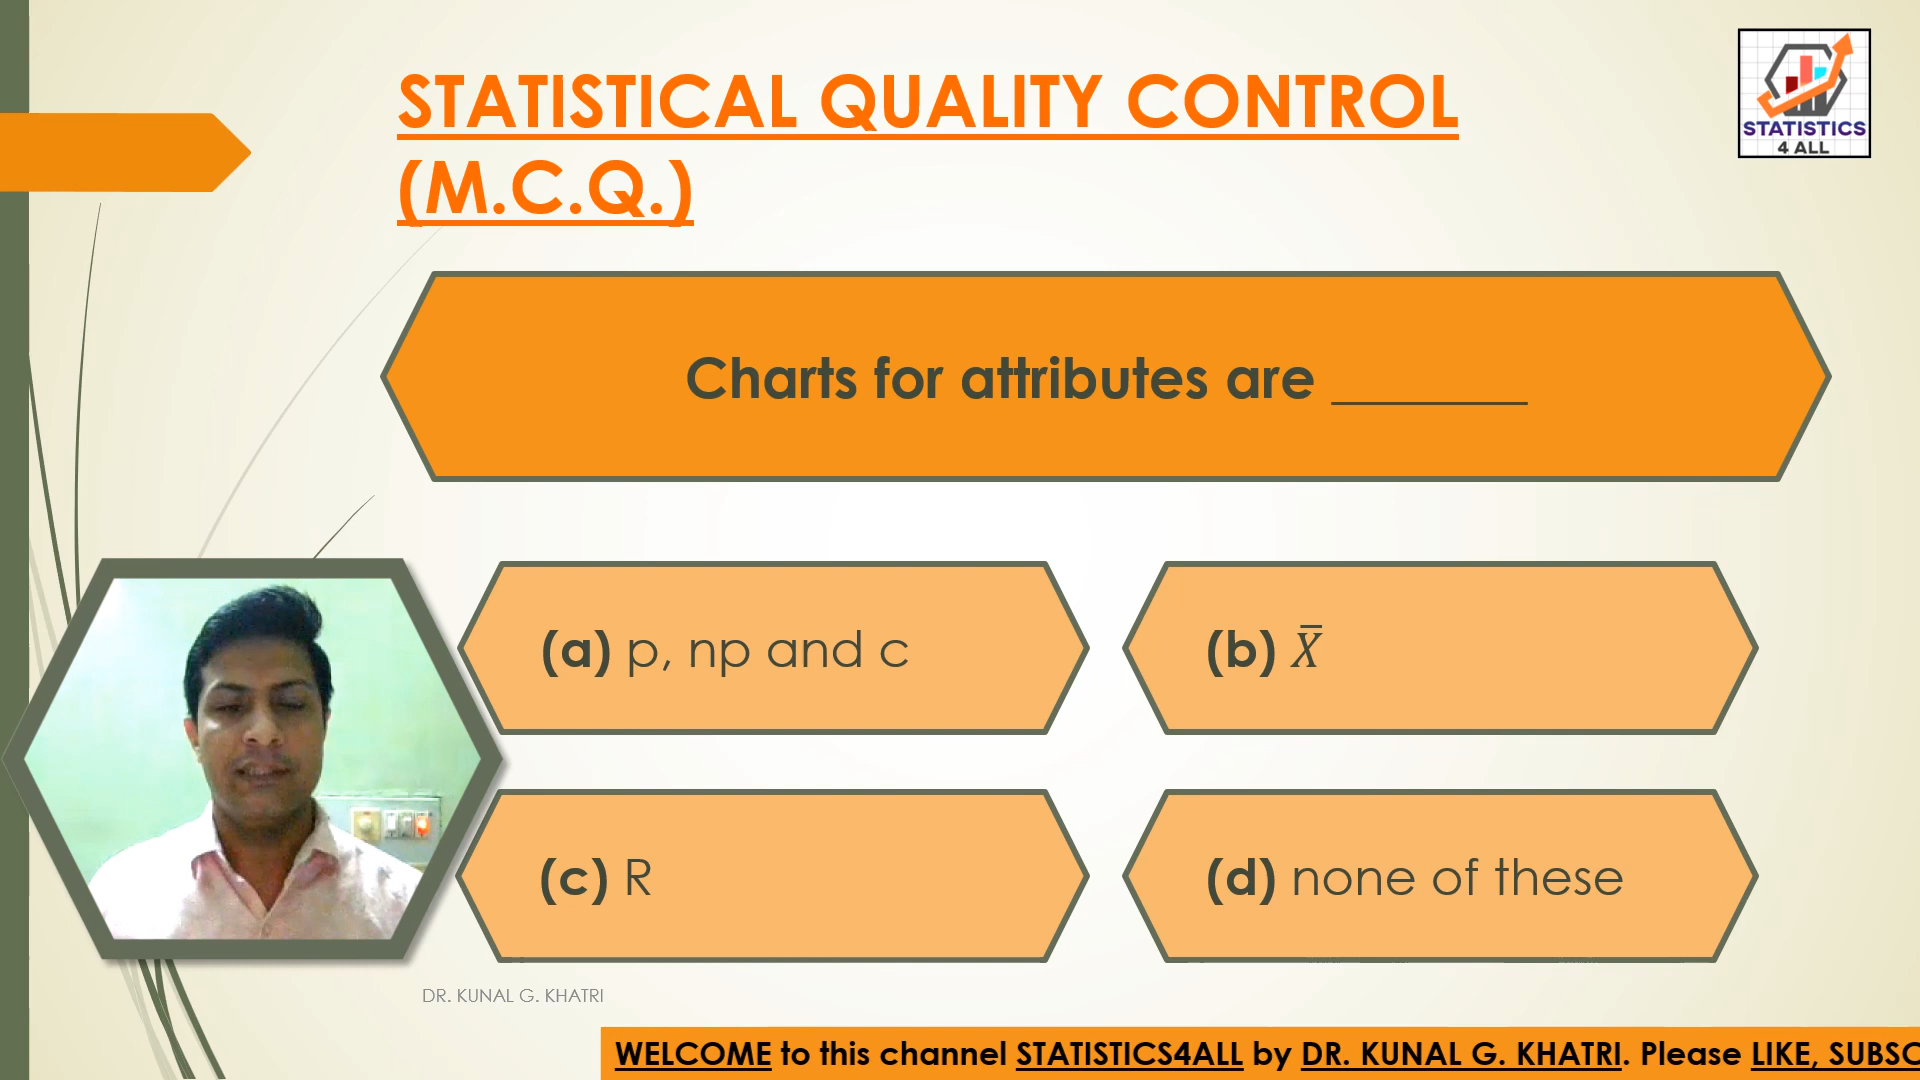 STATISTICAL QUALITY CONTROL
(M.C.Q.)
STATISTICS
4 ALL
Charts for attributes are _______
(a) p, np and c
(b) X̅
(c) R
(d) none of these
DR. KUNAL G. KHATRI
WELCOME to this channel STATISTICS4ALL by DR. KUNAL G. KHATRI. Please LIKE, SUBSC